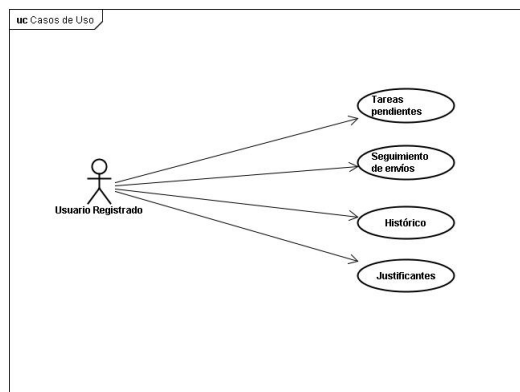 uc Casos de Uso
Tareas
pendientes
Seguimiento
de envíos
Usuario Registrado
Histórico
Justificantes